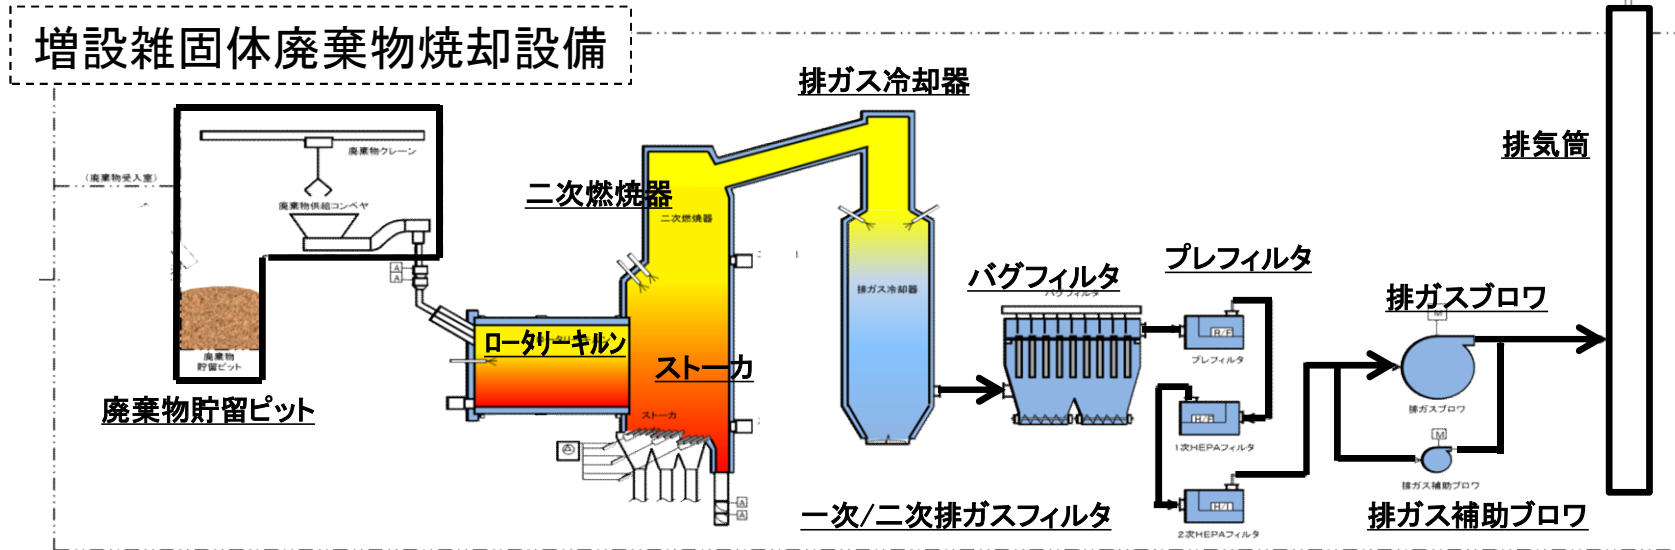 増設雑固体廃棄物焼却設備
排ガス冷却器
排気筒
廃棄物クレーン
(廃棄物受入室)
二次燃焼器
廃棄物供給コンベヤ
二次燃焼器
A
A
プレフィルタ
バグフィルタ
バグフィルタ
排ガス冷却器
排ガスブロワ
M
ロータリーキルン
プレフィルタ
廃棄物
貯留ピット
ストーカ
廃棄物貯留ピット
ストーカ
排ガスブロワ
1次HEPAフィルタ
M
A
A
排ガス補助ブロワ
一次/二次排ガスフィルタ
排ガス補助ブロワ
2次HEPAフィルタ